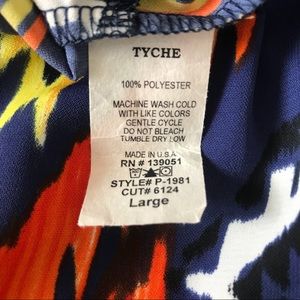 TYCHE
100% POLYESTER
MACHINE WASH COLD
WITH LIKE COLORS
GENTLE CYCLE
DO NOT BLEACH
TUMBLE DRY LOW
MADE IN U.S.A
RN # 139051
STYLE# P-1981
CUT# 6124
Large